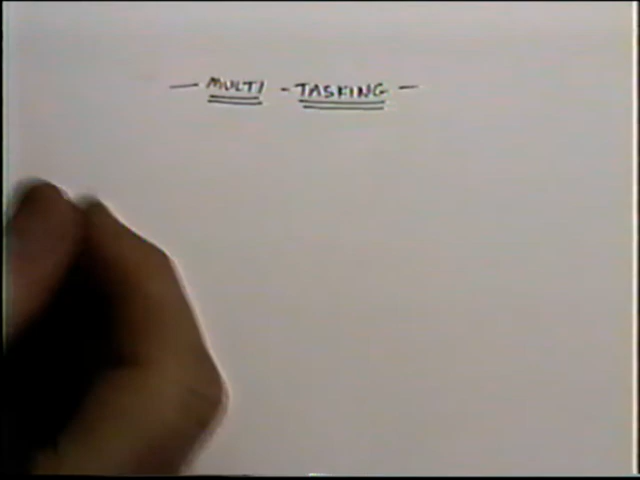 — MULTI - TASKING —